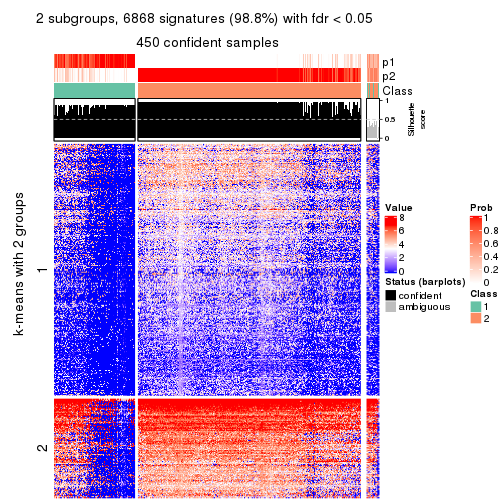 2 subgroups, 6868 signatures (98.8%) with fdr < 0.05
450 confident samples
p1
p2
Class
1
0.5
0
Silhouette
score
k-means with 2 groups
1
2
Value
8
6
4
2
0
Status (barplots)
confident
ambiguous
Prob
1
0.8
0.6
0.4
0.2
0
Class
1
2